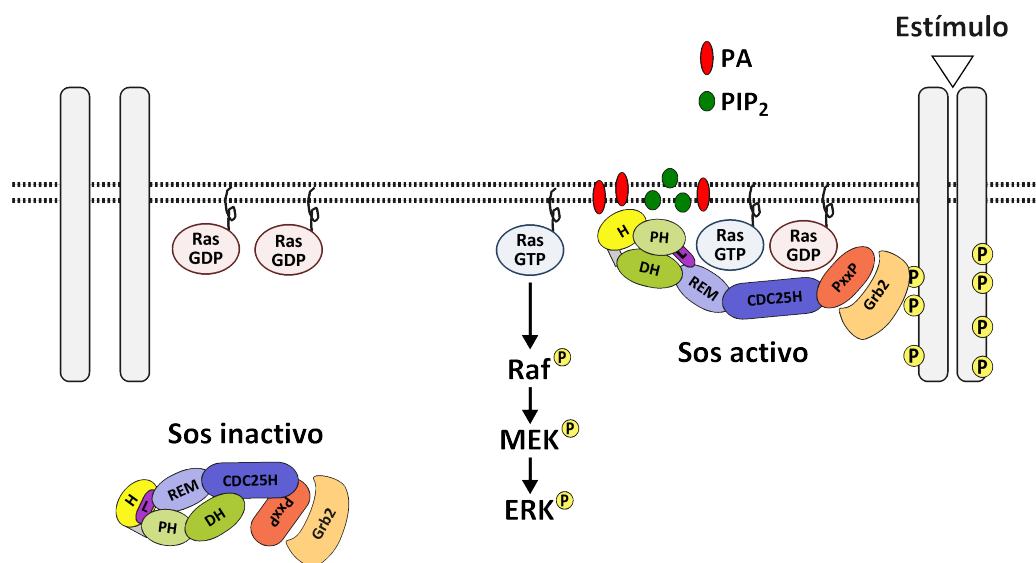 Estímulo
PA
PIP2
Ras
GDP
Ras
GDP
Ras
GTP
H
PH
L
DH
REM
Ras
GTP
Ras
GDP
CDC25H
PxxP
Grb2
P
P
P
P
P
P
P
Sos activo
Raf P
MEK P
ERK P
Sos inactivo
H
L
REM
CDC25H
PH
DH
PxxP
Grb2